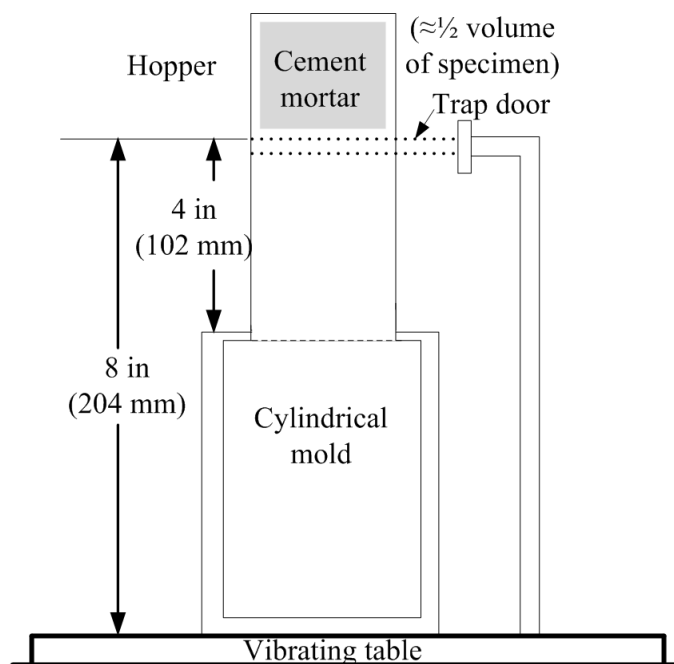 Hopper
Cement
mortar
(≈½ volume
of specimen)
Trap door
4 in
(102 mm)
8 in
(204 mm)
Cylindrical
mold
Vibrating table